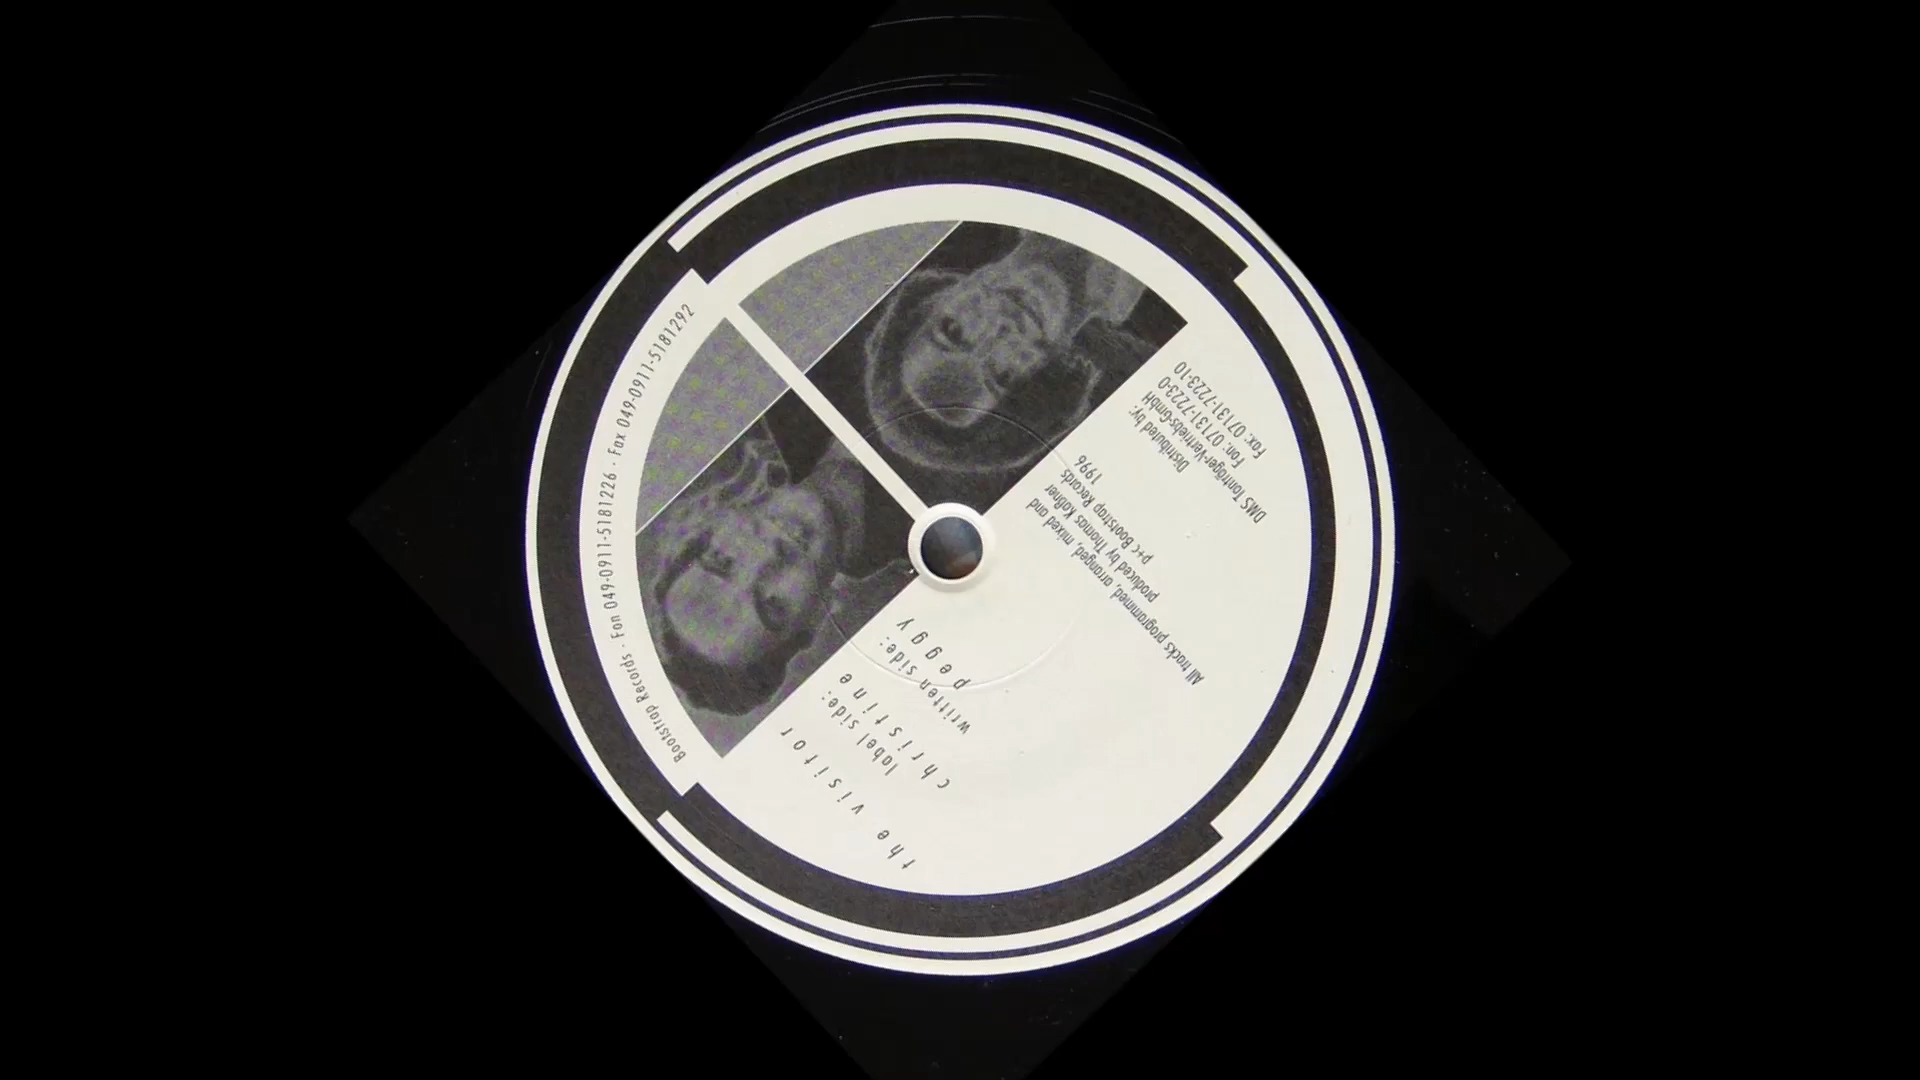 the visitor
label side:
christine
written side:
peggy
All tracks programmed, arranged, mixed and
produced by Thomas Kaßner
p+c Bootstrap Records
1996
Distributed by:
DMS Tonträger-Vertriebs-GmbH
Fon: 07131-7223-0
Fax: 07131-7223-10
Bootstrap Records · Fon 049-0911-5181226 · Fax 049-0911-5181292